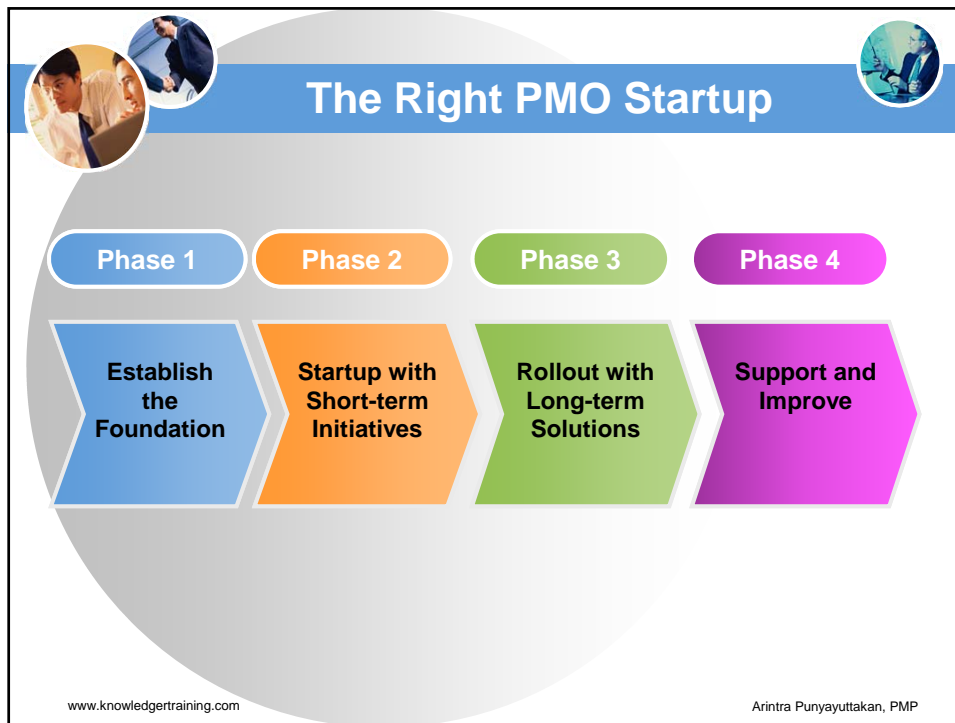 The Right PMO Startup
Phase 1
Phase 2
Phase 3
Phase 4
Establish
the
Foundation
Startup with
Short-term
Initiatives
Rollout with
Long-term
Solutions
Support and
Improve
www.knowledgertraining.com
Arintra Punyayuttakan, PMP